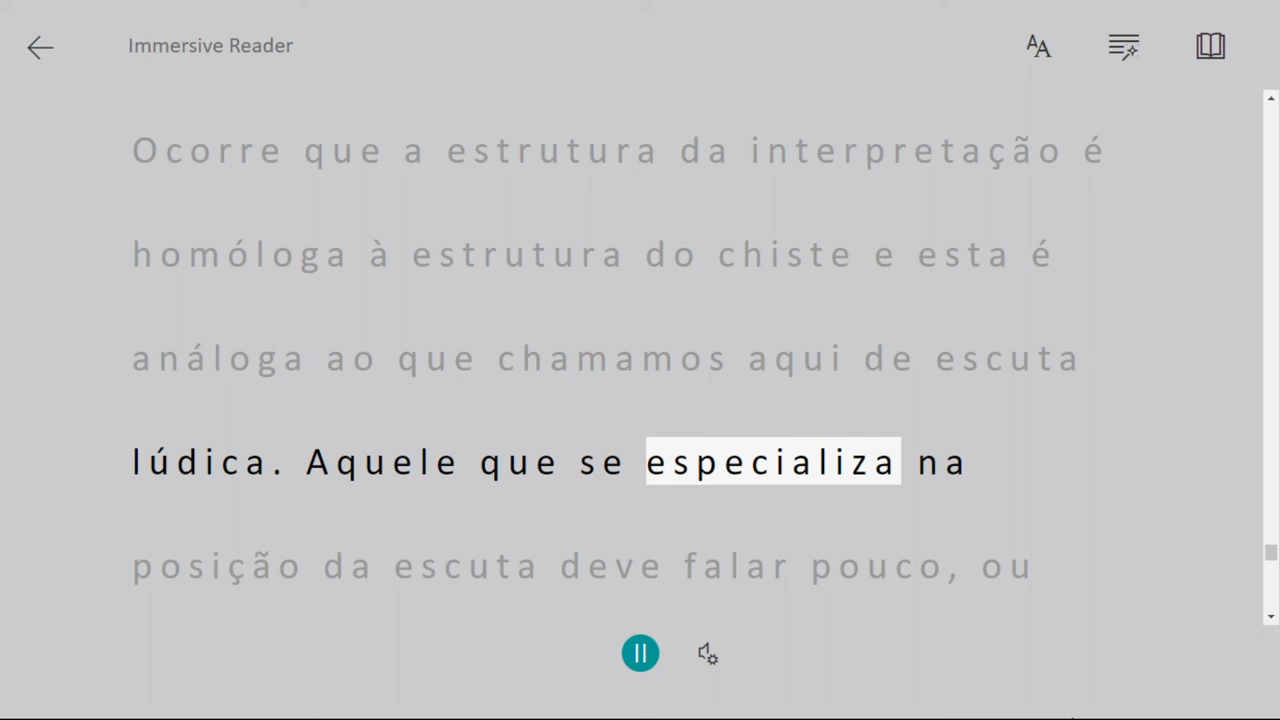 Immersive Reader
Ocorre que a estrutura da interpretação é
homóloga à estrutura do chiste e esta é
análoga ao que chamamos aqui de escuta
lúdica. Aquele que se especializa na
posição da escuta deve falar pouco, ou